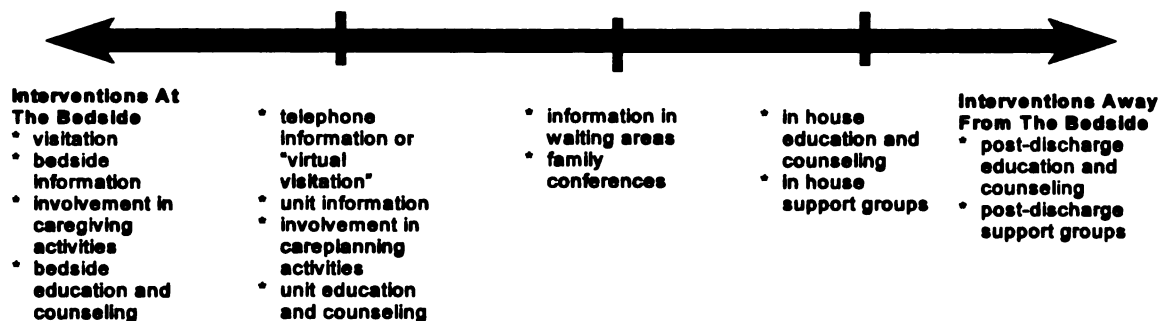 Interventions At
The Bedside
* visitation
* bedside
information
* involvement in
caregiving
activities
* bedside
education and
counseling
* telephone
information or
"virtual
visitation"
* unit information
* involvement in
careplanning
activities
* unit education
and counseling
* information in
waiting areas
* family
conferences
* in house
education and
counseling
* in house
support groups
Interventions Away
From The Bedside
* post-discharge
education and
counseling
* post-discharge
support groups